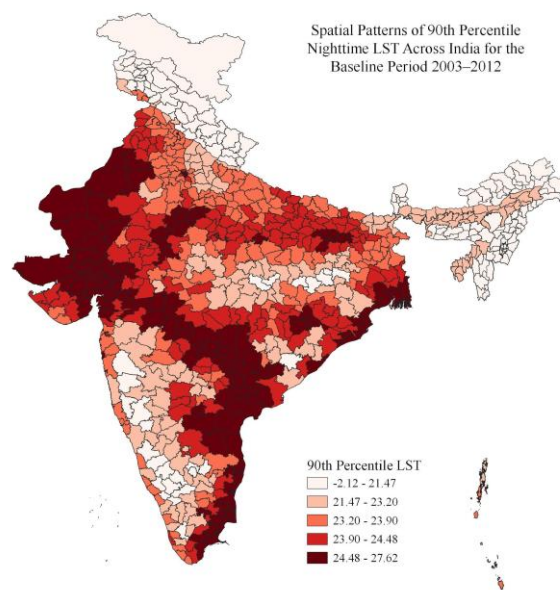 Spatial Patterns of 90th Percentile
Nighttime LST Across India for the
Baseline Period 2003–2012
90th Percentile LST
-2.12 - 21.47
21.47 - 23.20
23.20 - 23.90
23.90 - 24.48
24.48 - 27.62